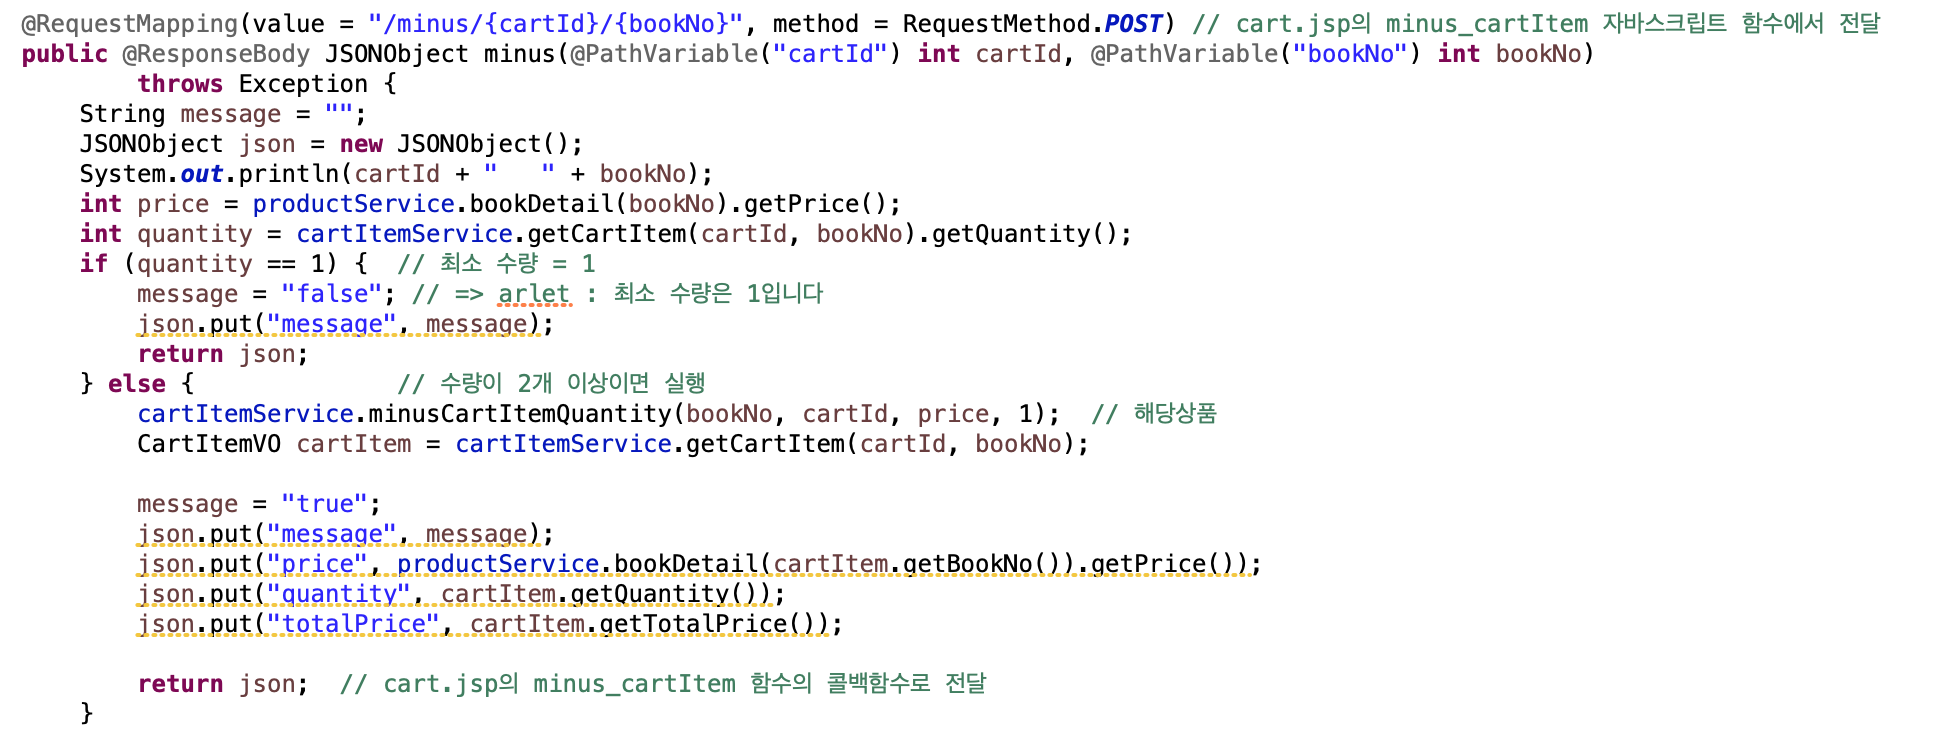 @RequestMapping(value = "/minus/{cartId}/{bookNo}", method = RequestMethod.POST) // cart.jsp의 minus_cartItem 자바스크립트 함수에서 전달
public @ResponseBody JSONObject minus(@PathVariable("cartId") int cartId, @PathVariable("bookNo") int bookNo)
        throws Exception {
    String message = "";
    JSONObject json = new JSONObject();
    System.out.println(cartId + "   " + bookNo);
    int price = productService.bookDetail(bookNo).getPrice();
    int quantity = cartItemService.getCartItem(cartId, bookNo).getQuantity();
    if (quantity == 1) {  // 최소 수량 = 1
        message = "false"; // => arlet : 최소 수량은 1입니다
        json.put("message", message);
        return json;
    } else {              // 수량이 2개 이상이면 실행
        cartItemService.minusCartItemQuantity(bookNo, cartId, price, 1);  // 해당상품
        CartItemVO cartItem = cartItemService.getCartItem(cartId, bookNo);

        message = "true";
        json.put("message", message);
        json.put("price", productService.bookDetail(cartItem.getBookNo()).getPrice());
        json.put("quantity", cartItem.getQuantity());
        json.put("totalPrice", cartItem.getTotalPrice());

        return json;  // cart.jsp의 minus_cartItem 함수의 콜백함수로 전달
    }